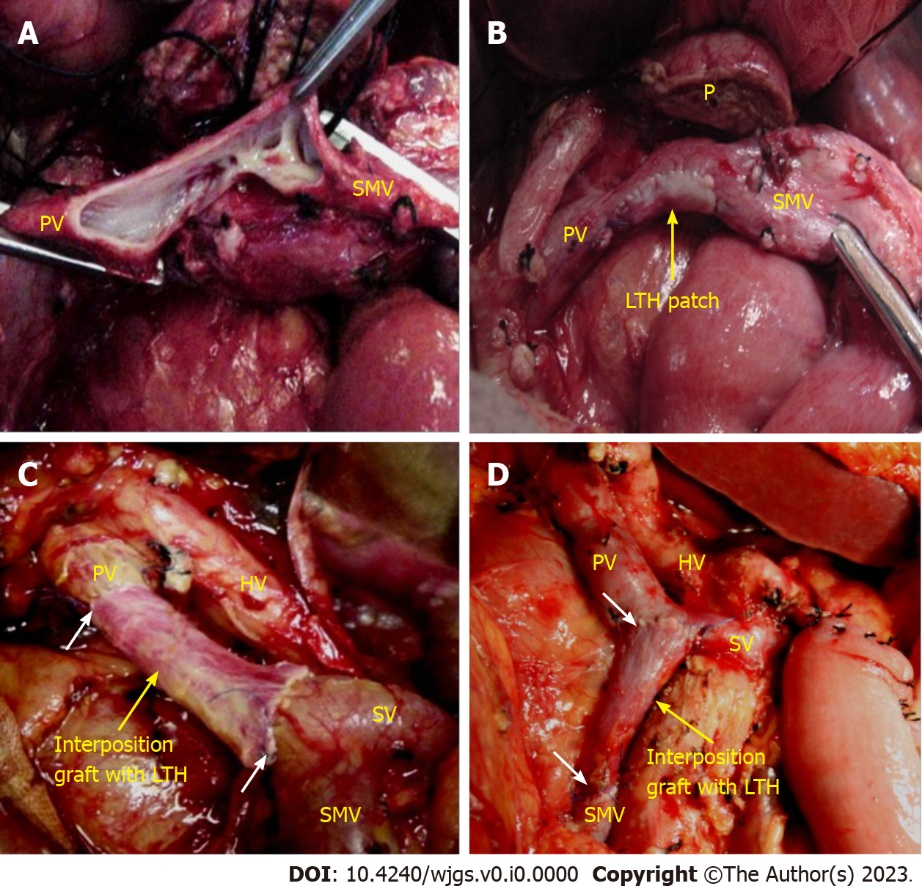 A
PV
SMV
B
P
PV
SMV
LTH patch
C
PV
HV
SV
Interposition
graft with LTH
SMV
D
PV
HV
SV
Interposition
graft with LTH
SMV
DOI: 10.4240/wjgs.v0.i0.0000 Copyright ©The Author(s) 2023.